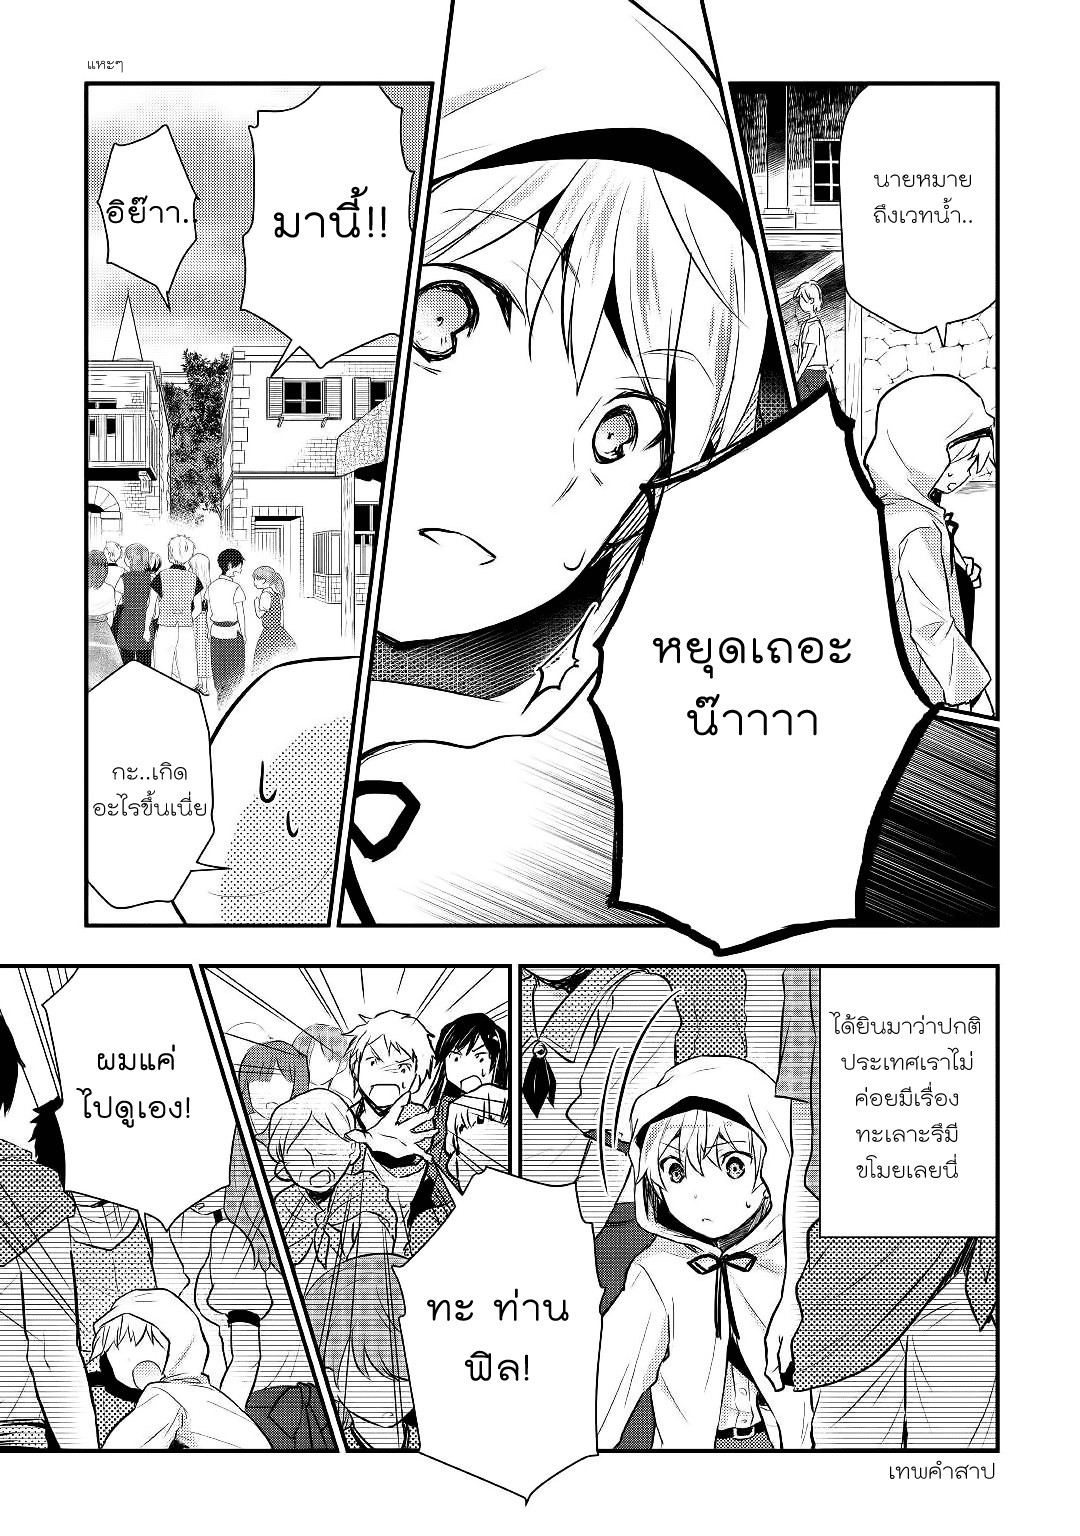 แหะๆ
นายหมาย
ถึงเวทน้ำ..
หยุดเถอะ
น๊าาาา
มานี้!!
อิย๊าา..
กะ..เกิด
อะไรขึ้นเนี่ย
ได้ยินมาว่าปกติ
ประเทศเราไม่
ค่อยมีเรื่อง
ทะเลาะรึมี
ขโมยเลยนี่
ทะ ท่าน
ฟิล!
ผมแค่
ไปดูเอง!
เทพคำสาป